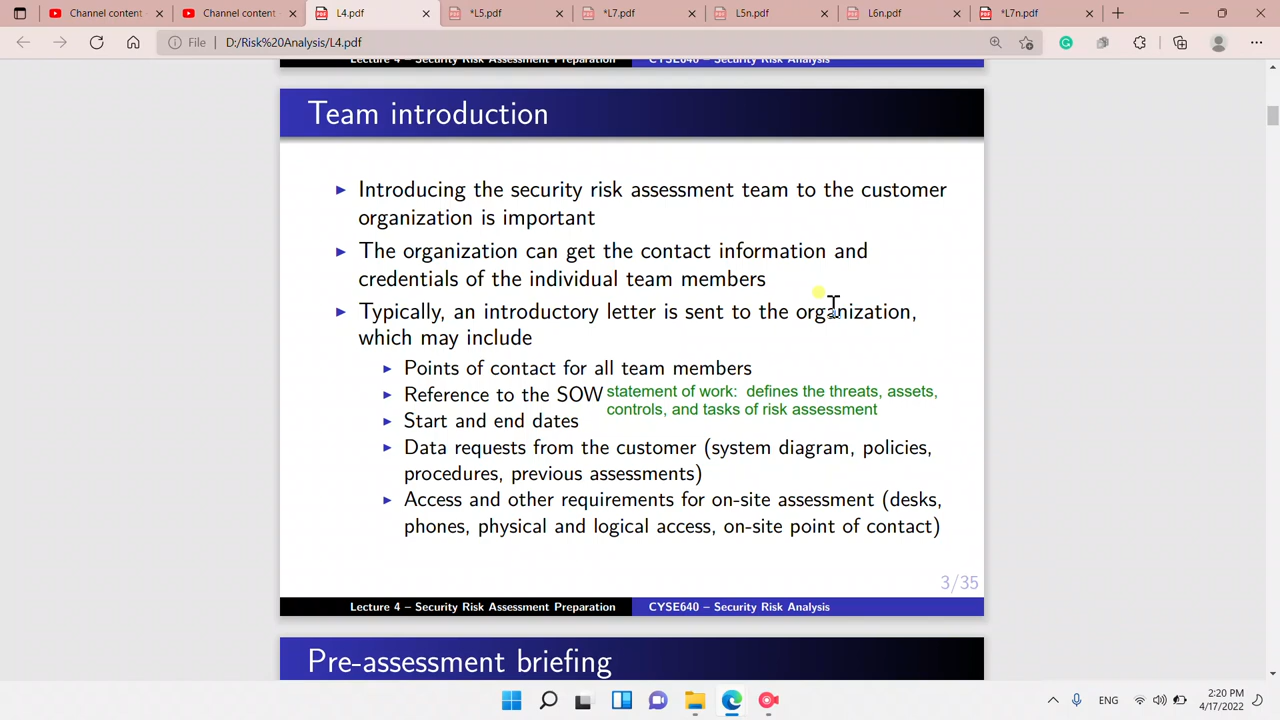 Channel content
Channel content
L4.pdf
*L5.pdf
*L7.pdf
L5n.pdf
L6n.pdf
*L7n.pdf
File
D:/Risk%20Analysis/L4.pdf
Lecture 4 – Security Risk Assessment Preparation CYSE640 – Security Risk Analysis
Team introduction
Introducing the security risk assessment team to the customer
organization is important
The organization can get the contact information and
credentials of the individual team members
Typically, an introductory letter is sent to the organization,
which may include
Points of contact for all team members
Reference to the SOW statement of work: defines the threats, assets,
controls, and tasks of risk assessment
Start and end dates
Data requests from the customer (system diagram, policies,
procedures, previous assessments)
Access and other requirements for on-site assessment (desks,
phones, physical and logical access, on-site point of contact)
3/35
Lecture 4 – Security Risk Assessment Preparation CYSE640 – Security Risk Analysis
Pre-assessment briefing
ENG
4/17/2022